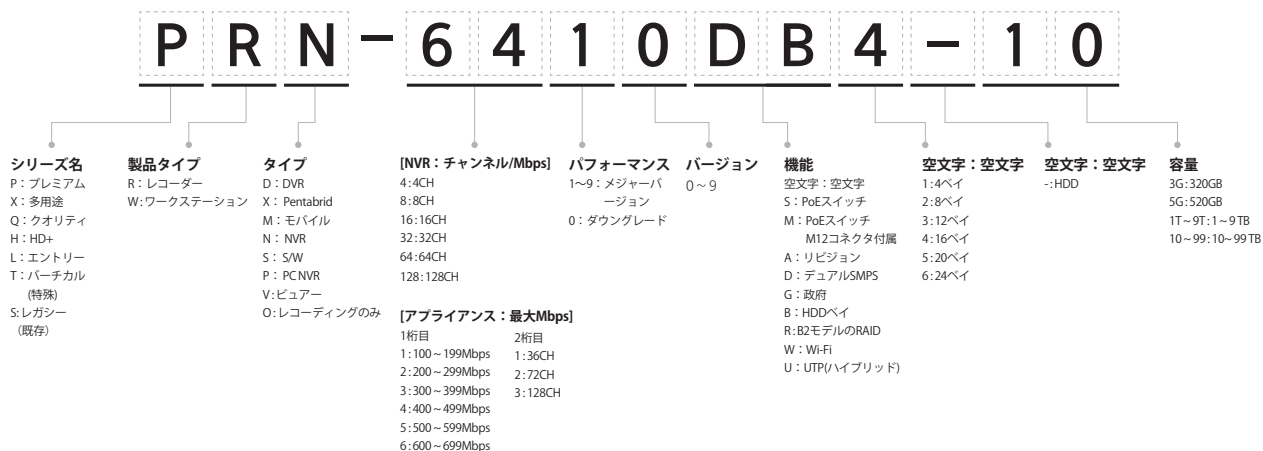 PRN-6410DB4-10
シリーズ名
P：プレミアム
X：多用途
Q：クオリティ
H：HD+
L：エントリー
T：バーチカル
(特殊)
S:レガシー
（既存）
製品タイプ
R：レコーダー
W：ワークステーション
タイプ
D：DVR
X： Pentabrid
M：モバイル
N： NVR
S： S/W
P： PC NVR
V：ビュアー
O：レコーディングのみ
[NVR：チャンネル/Mbps]
4:4CH
8:8CH
16:16CH
32:32CH
64:64CH
128:128CH
[アプライアンス：最大Mbps]
1桁目
1:100～199Mbps
2:200～299Mbps
3:300～399Mbps
4:400～499Mbps
5:500～599Mbps
6:600～699Mbps
2桁目
1:36CH
2:72CH
3:128CH
パフォーマンス
1～9：メジャーバ
ージョン
0：ダウングレード
バージョン
0～9
機能
空文字：空文字
S：PoEスイッチ
M：PoEスイッチ
M12コネクタ付属
A：リビジョン
D：デュアルSMPS
G：政府
B：HDDベイ
R:B2モデルのRAID
W：Wi-Fi
U：UTP(ハイブリッド)
空文字：空文字
1:4ベイ
2:8ベイ
3:12ベイ
4:16ベイ
5:20ベイ
6:24ベイ
空文字：空文字
-:HDD
容量
3G:320GB
5G:520GB
1T～9T:1～9 TB
10～99:10～99 TB